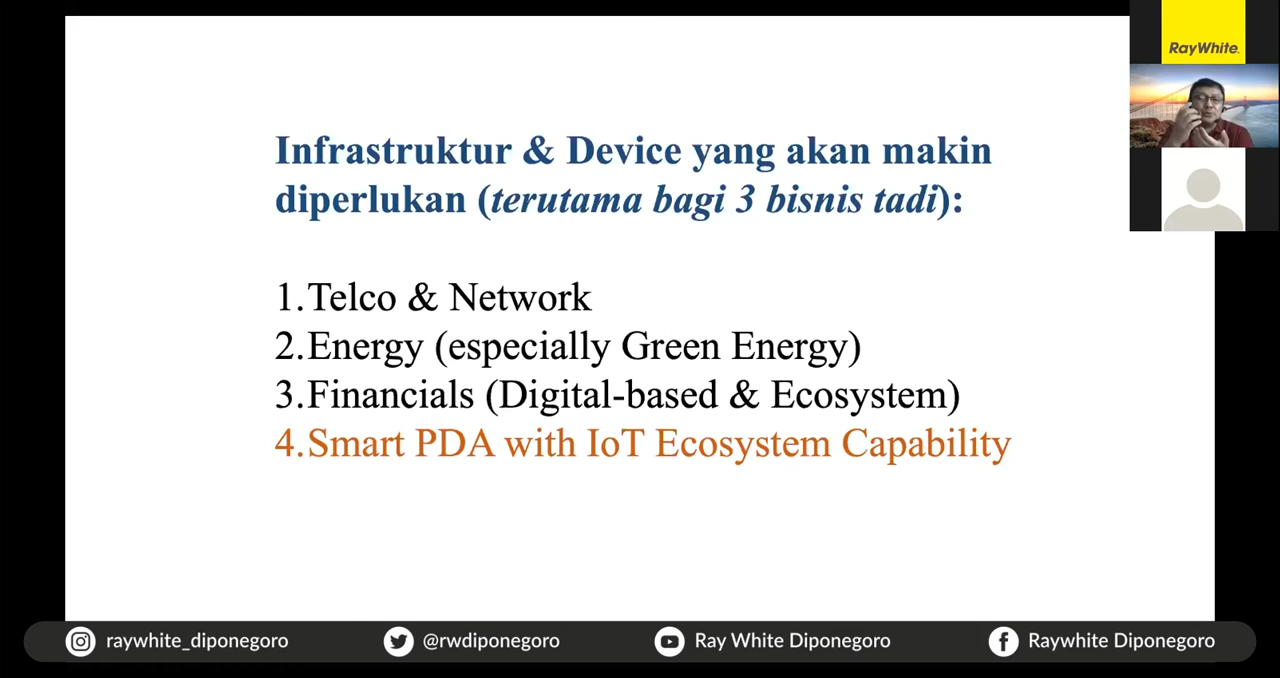 RayWhite.
Infrastruktur & Device yang akan makin
diperlukan (terutama bagi 3 bisnis tadi):
1.Telco & Network
2.Energy (especially Green Energy)
3.Financials (Digital-based & Ecosystem)
4.Smart PDA with IoT Ecosystem Capability
raywhite_diponegoro
@rwdiponegoro
Ray White Diponegoro
Raywhite Diponegoro